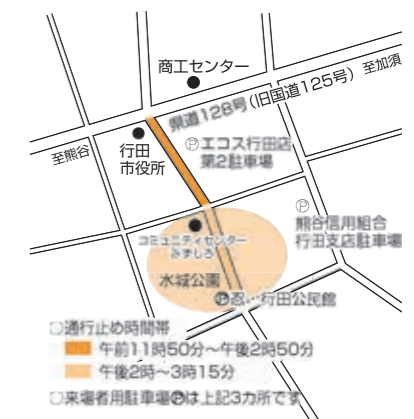 商工センター
県道128号(旧国道125号)
至加須
至熊谷
行田
市役所
Ⓟエコス行田店
第2駐車場
Ⓟ
熊谷信用組合
行田支店駐車場
コミュニティセンター
みずしろ
水城公園
行田公民館
○通行止め時間帯
午前11時50分〜午後2時50分
午後2時〜3時15分
○来場者用駐車場Ⓟは上記3カ所です